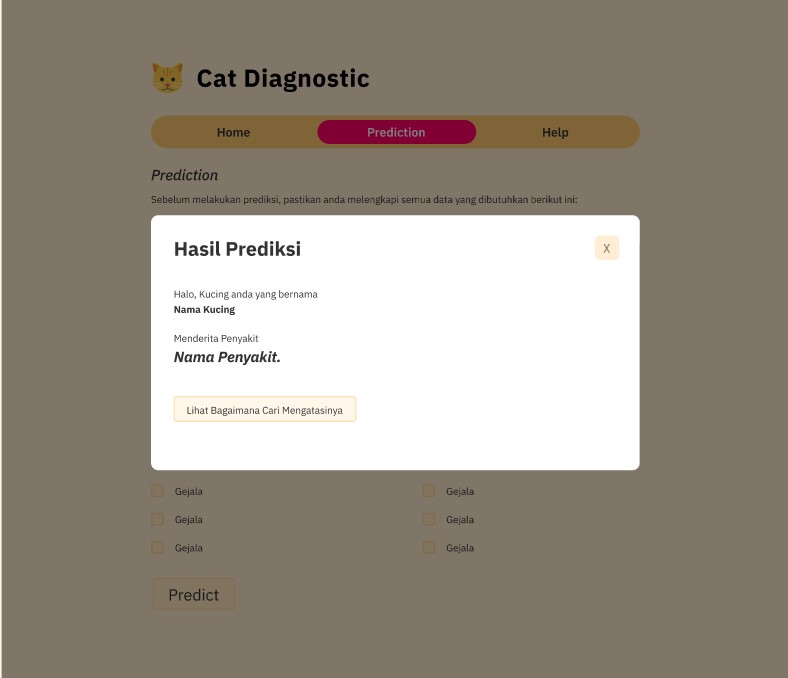 Cat Diagnostic
Home Prediction Help
Prediction
Sebelum melakukan prediksi, pastikan anda melengkapi semua data yang dibutuhkan berikut ini:
Hasil Prediksi X
Halo, Kucing anda yang bernama
Nama Kucing
Menderita Penyakit
Nama Penyakit.
Lihat Bagaimana Cari Mengatasinya
Gejala Gejala
Gejala Gejala
Gejala Gejala
Predict